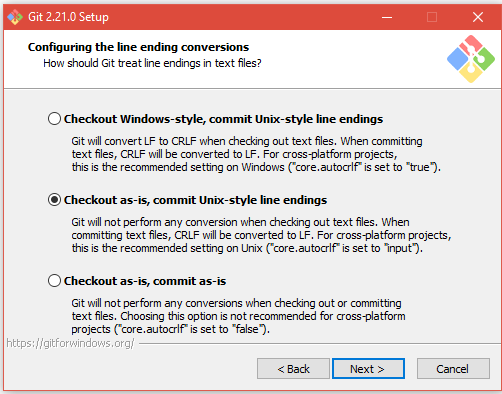 Git 2.21.0 Setup
Configuring the line ending conversions
How should Git treat line endings in text files?
Checkout Windows-style, commit Unix-style line endings
Git will convert LF to CRLF when checking out text files. When committing
text files, CRLF will be converted to LF. For cross-platform projects,
this is the recommended setting on Windows ("core.autocrlf" is set to "true").
Checkout as-is, commit Unix-style line endings
Git will not perform any conversion when checking out text files. When
committing text files, CRLF will be converted to LF. For cross-platform projects,
this is the recommended setting on Unix ("core.autocrlf" is set to "input").
Checkout as-is, commit as-is
Git will not perform any conversions when checking out or committing
text files. Choosing this option is not recommended for cross-platform
projects ("core.autocrlf" is set to "false").
https://gitforwindows.org/
< Back
Next >
Cancel